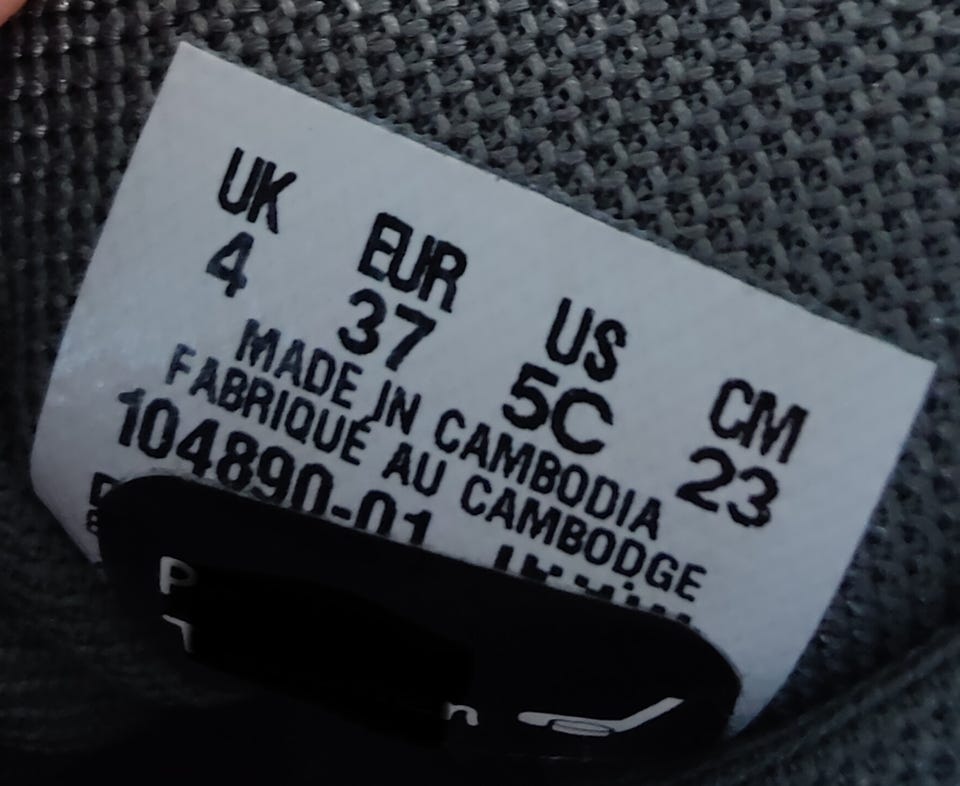 UK EUR US CM
4 37 5C 23
MADE IN CAMBODIA
FABRIQUÉ AU CAMBODGE
104890-01